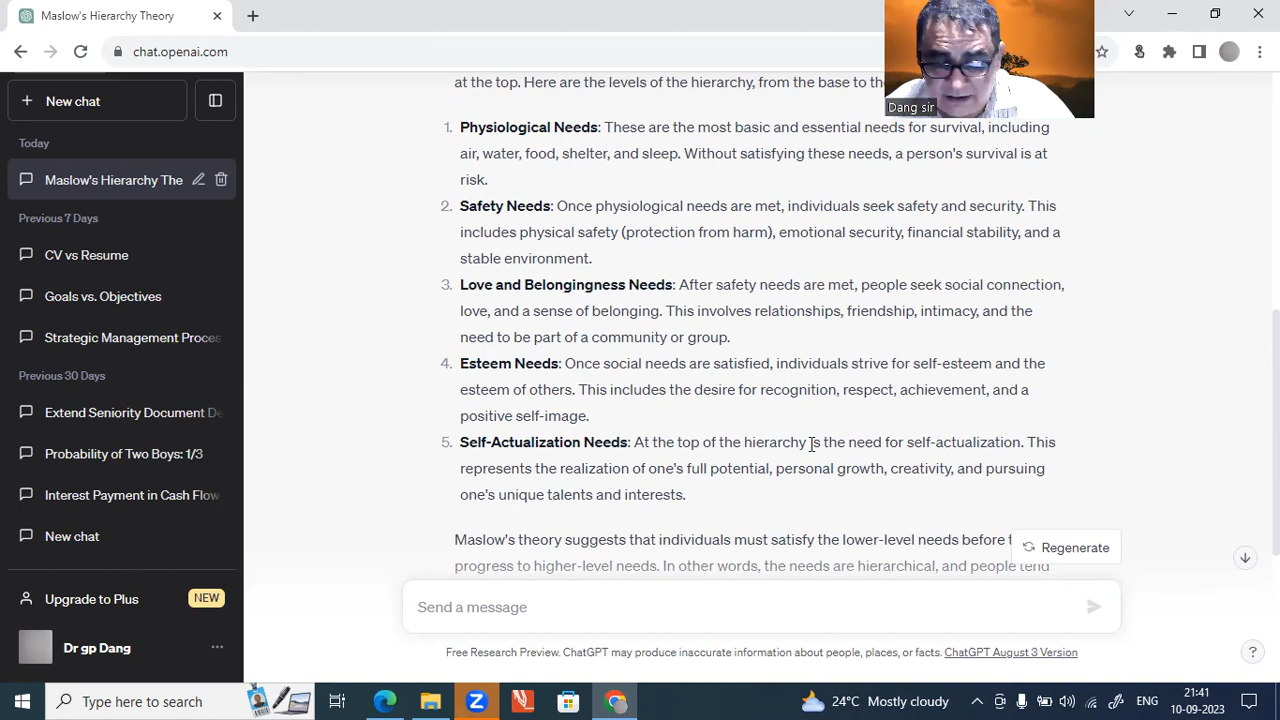 Maslow's Hierarchy Theory
chat.openai.com
Dang sir
New chat
Today
Maslow's Hierarchy The
Previous 7 Days
CV vs Resume
Goals vs. Objectives
Strategic Management Proces
Previous 30 Days
Extend Seniority Document De
Probability of Two Boys: 1/3
Interest Payment in Cash Flow
New chat
Upgrade to Plus NEW
Dr gp Dang
at the top. Here are the levels of the hierarchy, from the base to the
1. Physiological Needs: These are the most basic and essential needs for survival, including
air, water, food, shelter, and sleep. Without satisfying these needs, a person's survival is at
risk.
2. Safety Needs: Once physiological needs are met, individuals seek safety and security. This
includes physical safety (protection from harm), emotional security, financial stability, and a
stable environment.
3. Love and Belongingness Needs: After safety needs are met, people seek social connection,
love, and a sense of belonging. This involves relationships, friendship, intimacy, and the
need to be part of a community or group.
4. Esteem Needs: Once social needs are satisfied, individuals strive for self-esteem and the
esteem of others. This includes the desire for recognition, respect, achievement, and a
positive self-image.
5. Self-Actualization Needs: At the top of the hierarchy is the need for self-actualization. This
represents the realization of one's full potential, personal growth, creativity, and pursuing
one's unique talents and interests.
Maslow's theory suggests that individuals must satisfy the lower-level needs before
progress to higher-level needs. In other words, the needs are hierarchical, and people tend
Regenerate
Send a message
Free Research Preview. ChatGPT may produce inaccurate information about people, places, or facts. ChatGPT August 3 Version
?
Type here to search
24°C Mostly cloudy
ENG
21:41
10-09-2023